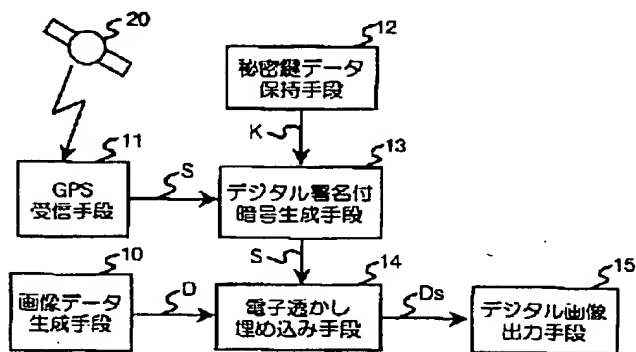 20
12
秘密鍵データ
保持手段
K
11
13
GPS
受信手段
S
デジタル署名付
暗号生成手段
S
10
14
15
画像データ
生成手段
D
電子透かし
埋め込み手段
Ds
デジタル画像
出力手段